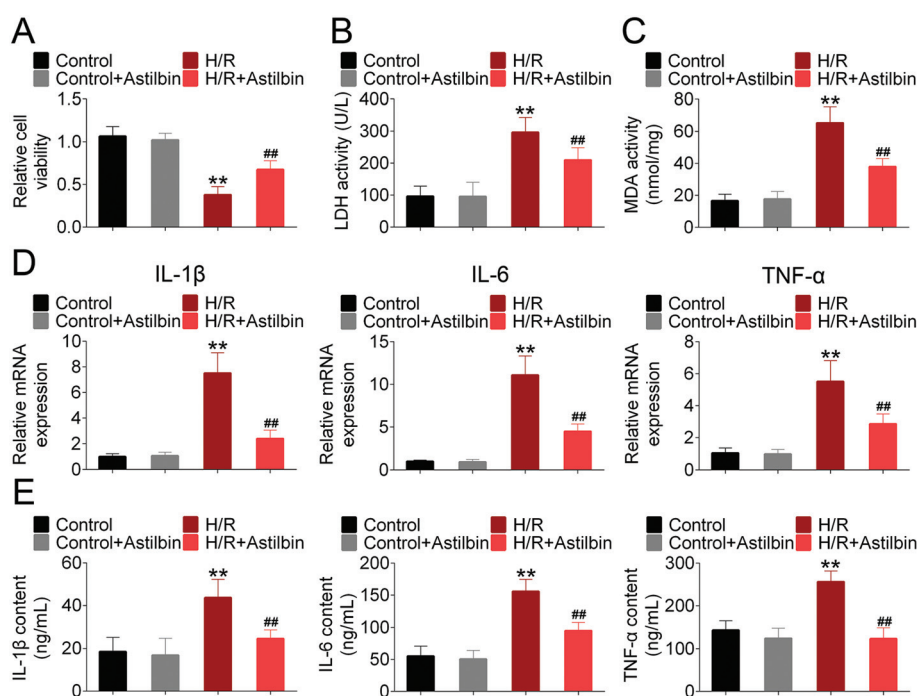 A
Control
H/R
Control+Astilbin
H/R+Astilbin
Relative cell
viability
1.5
1.0
0.5
0.0
**
##
B
Control
H/R
Control+Astilbin
H/R+Astilbin
LDH activity (U/L)
400
300
200
100
0
**
##
C
Control
H/R
Control+Astilbin
H/R+Astilbin
MDA activity
(nmol/mg)
80
60
40
20
0
**
##
D
IL-1β
Control
H/R
Control+Astilbin
H/R+Astilbin
Relative mRNA
expression
10
8
6
4
2
0
**
##
IL-6
Control
H/R
Control+Astilbin
H/R+Astilbin
Relative mRNA
expression
15
10
5
0
**
##
TNF-α
Control
H/R
Control+Astilbin
H/R+Astilbin
Relative mRNA
expression
8
6
4
2
0
**
##
E
Control
H/R
Control+Astilbin
H/R+Astilbin
IL-1β content
(ng/mL)
60
40
20
0
**
##
Control
H/R
Control+Astilbin
H/R+Astilbin
IL-6 content
(ng/mL)
200
150
100
50
0
**
##
Control
H/R
Control+Astilbin
H/R+Astilbin
TNF-α content
(ng/mL)
300
200
100
0
**
##